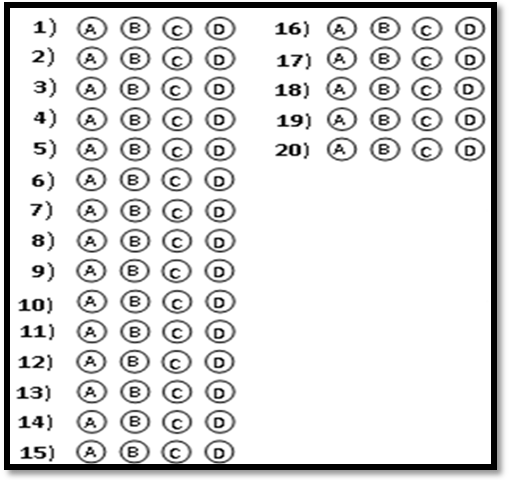 1) A B C D
2) A B C D
3) A B C D
4) A B C D
5) A B C D
6) A B C D
7) A B C D
8) A B C D
9) A B C D
10) A B C D
11) A B C D
12) A B C D
13) A B C D
14) A B C D
15) A B C D
16) A B C D
17) A B C D
18) A B C D
19) A B C D
20) A B C D